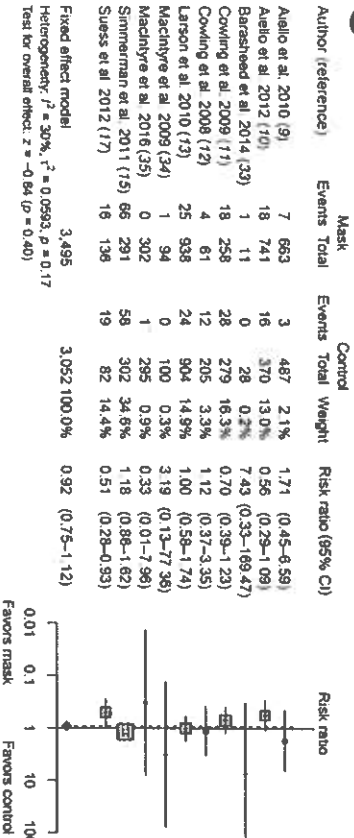 Mask Control
Author (reference) Events Total Events Total Weight Risk ratio (95% CI) Risk ratio
Aiello et al. 2010 (9) 7 663 3 487 2.1% 1.71 (0.45–6.59)
Aiello et al. 2012 (10) 18 741 16 370 13.0% 0.56 (0.29–1.09)
Barasheed et al. 2014 (33) 1 11 0 28 0.2% 7.43 (0.33–169.47)
Cowling et al. 2009 (11) 18 258 28 279 16.3% 0.70 (0.39–1.23)
Cowling et al. 2008 (12) 4 61 12 205 3.3% 1.12 (0.37–3.35)
Larson et al. 2010 (13) 25 938 24 904 14.9% 1.00 (0.58–1.74)
MacIntyre et al. 2009 (34) 1 94 0 100 0.3% 3.19 (0.13–77.36)
MacIntyre et al. 2016 (35) 0 302 1 295 0.9% 0.33 (0.01–7.96)
Simmerman et al. 2011 (15) 66 291 58 302 34.6% 1.18 (0.86–1.62)
Suess et al. 2012 (17) 16 136 19 82 14.4% 0.51 (0.28–0.93)
Fixed effect model 3,495 3,052 100.0% 0.92 (0.75–1.12)
Heterogeneity: I² = 30%, τ² = 0.0593, p = 0.17
Test for overall effect: z = −0.84 (p = 0.40)
0.01 0.1 1 10 100
Favors mask Favors control